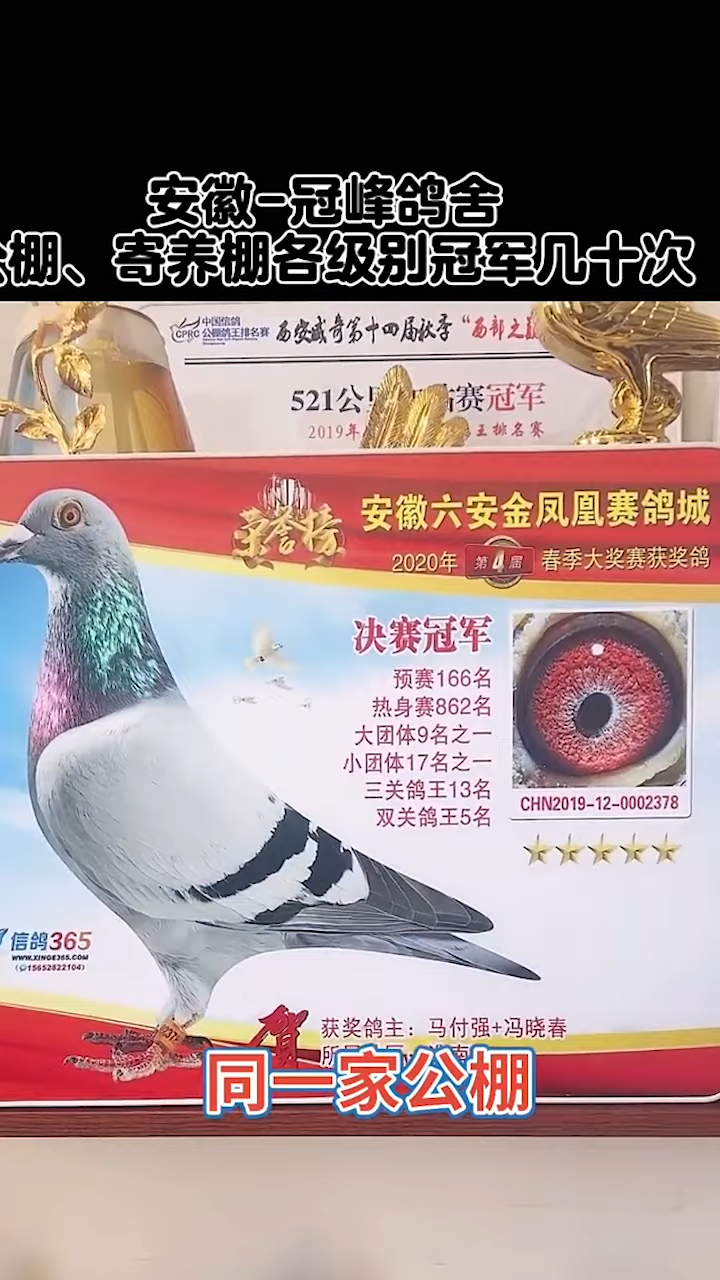 安徽-冠峰鸽舍
公棚、寄养棚各级别冠军几十次
中国信鸽
公棚鸽王排名赛
CPRC
西安威奇第十四届秋季“西部之
521公里
赛冠军
2019年
王排名赛
荣誉榜
安徽六安金凤凰赛鸽城
2020年 第4届 春季大奖赛获奖鸽
决赛冠军
预赛166名
热身赛862名
大团体9名之一
小团体17名之一
三关鸽王13名
双关鸽王5名
CHN2019-12-0002378
信鸽365
WWW.XINGE365.COM
(15652822104)
贺
获奖鸽主：马付强+冯晓春
同一家公棚